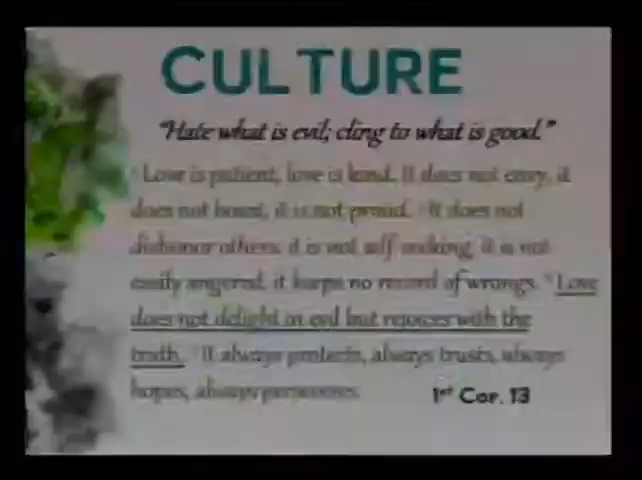 CULTURE
"Hate what is evil; cling to what is good."
Love is patient, love is kind. It does not envy, it
does not boast, it is not proud. It does not
dishonor others, it is not self seeking, it is not
easily angered, it keeps no record of wrongs. Love
does not delight in evil but rejoices with the
truth. It always protects, always trusts, always
hopes, always perseveres.
1st Cor. 13